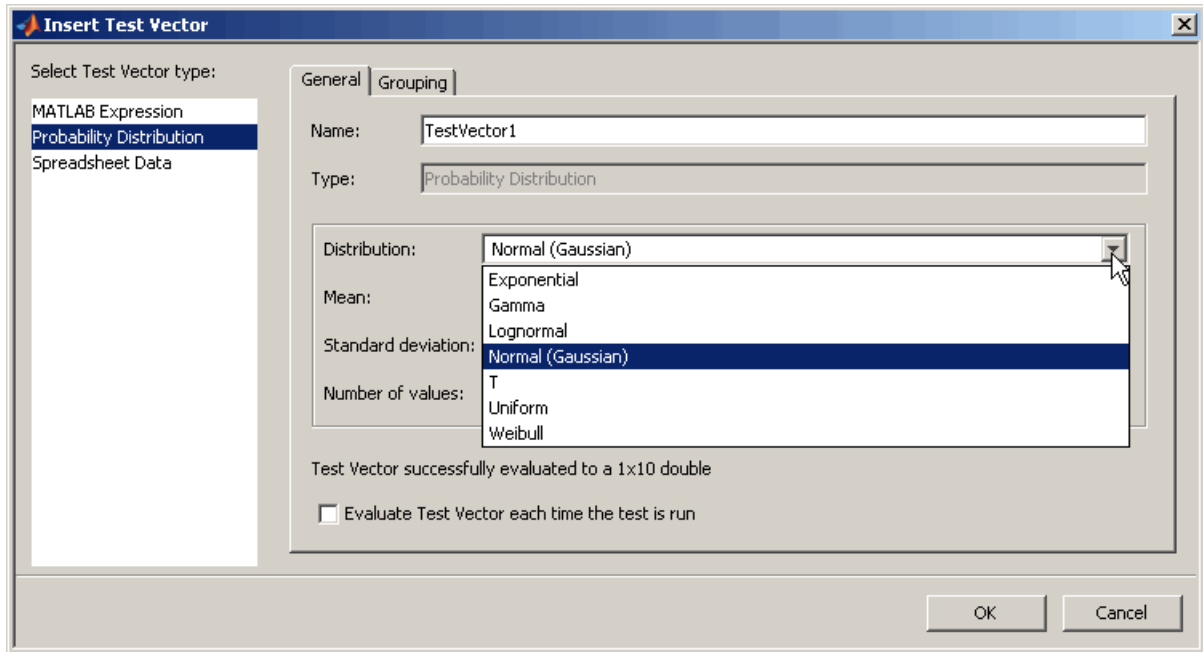 Insert Test Vector
Select Test Vector type:
MATLAB Expression
Probability Distribution
Spreadsheet Data
General Grouping
Name: TestVector1
Type: Probability Distribution
Distribution: Normal (Gaussian)
Exponential
Mean:
Gamma
Lognormal
Standard deviation:
Normal (Gaussian)
T
Number of values:
Uniform
Weibull
Test Vector successfully evaluated to a 1x10 double
Evaluate Test Vector each time the test is run
OK Cancel